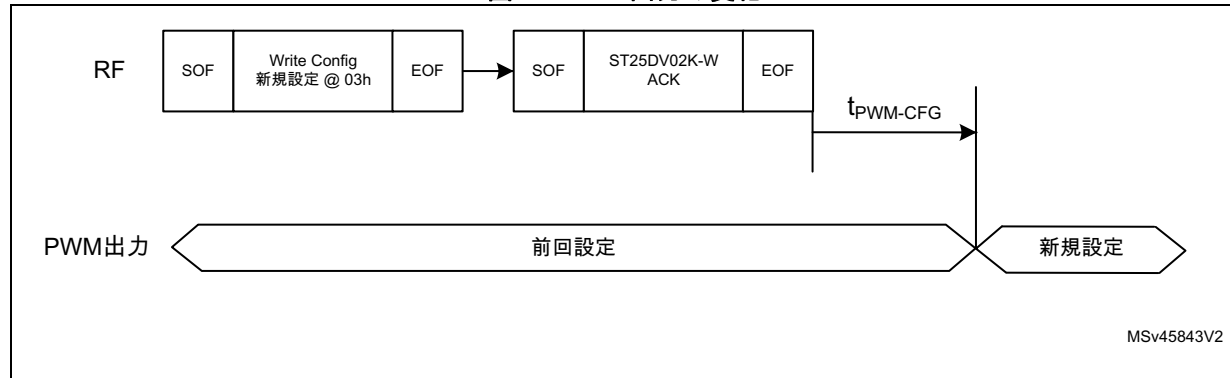 RF
SOF
Write Config
新規設定 @ 03h
EOF
SOF
ST25DV02K-W
ACK
EOF
tPWM-CFG
PWM出力
前回設定
新規設定
MSv45843V2